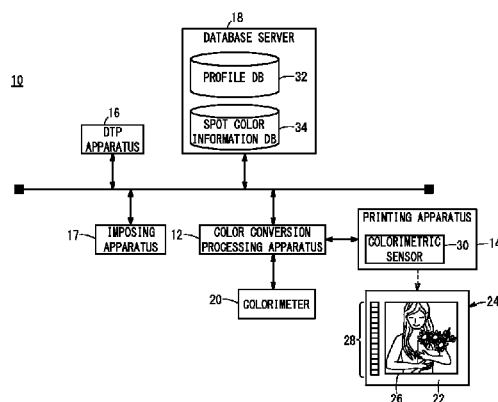 18
DATABASE SERVER
PROFILE DB
32
10
16
DTP
APPARATUS
SPOT COLOR
INFORMATION DB
34
17
IMPOSING
APPARATUS
12
COLOR CONVERSION
PROCESSING APPARATUS
PRINTING APPARATUS
COLORIMETRIC
SENSOR
30
14
20
COLORIMETER
24
28
26
22